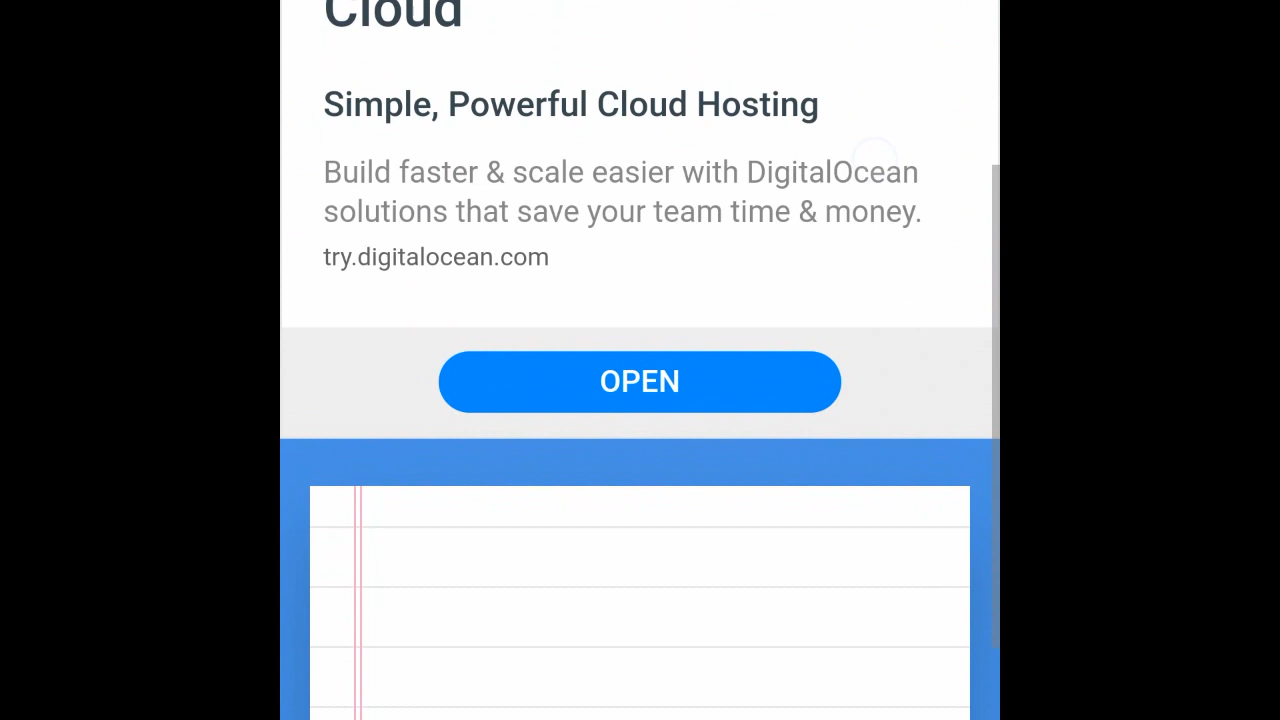 Cloud
Simple, Powerful Cloud Hosting
Build faster & scale easier with DigitalOcean
solutions that save your team time & money.
try.digitalocean.com
OPEN